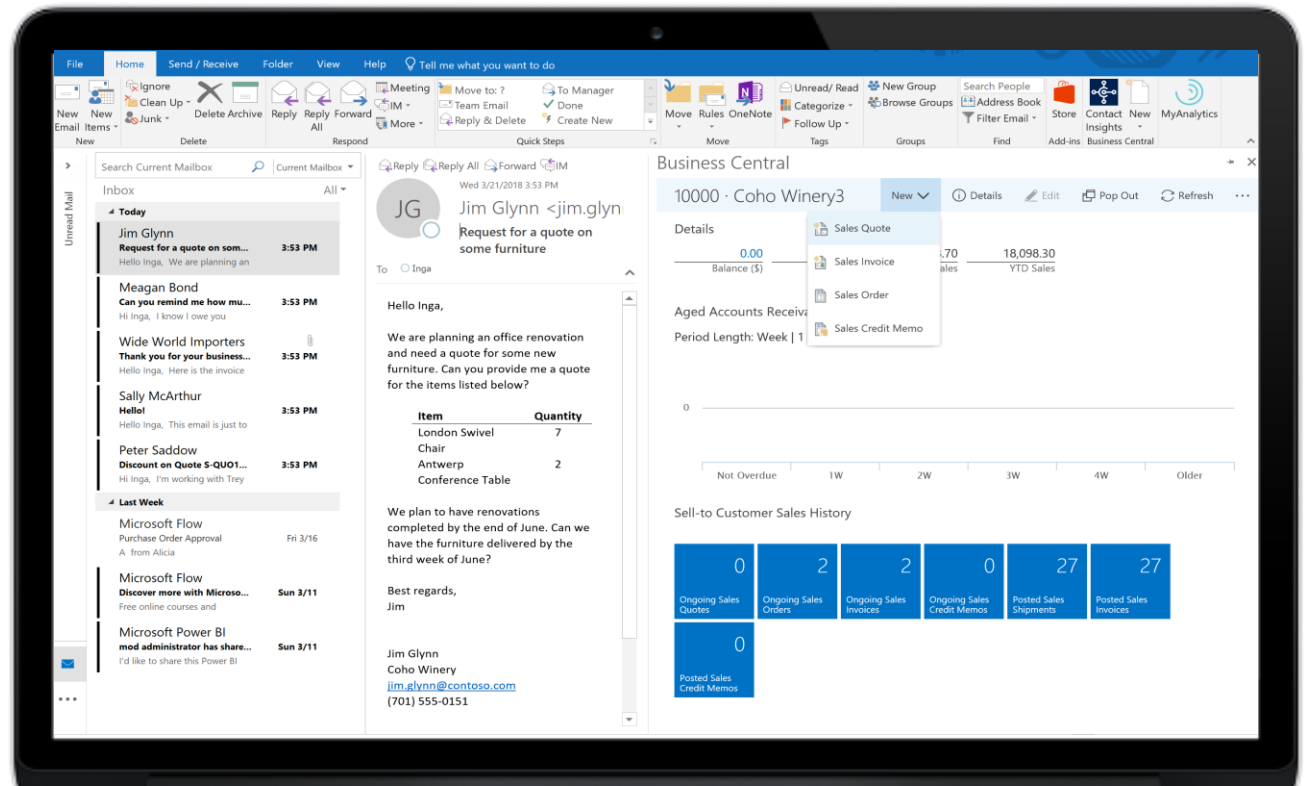 File Home Send / Receive Folder View Help Tell me what you want to do
New Email
New Items
Ignore
Clean Up
Junk
Delete
Archive
Reply
Reply All
Forward
Meeting
IM
More
Move to: ?
Team Email
Reply & Delete
To Manager
Done
Create New
Move
Rules
OneNote
Unread/ Read
Categorize
Follow Up
New Group
Browse Groups
Search People
Address Book
Filter Email
Store
Contact Insights
New
MyAnalytics
New Delete Respond Quick Steps Move Tags Groups Find Add-ins Business Central
Unread Mail
Search Current Mailbox Current Mailbox
Inbox All
Today
Jim Glynn
Request for a quote on som... 3:53 PM
Hello Inga, We are planning an
Meagan Bond
Can you remind me how mu... 3:53 PM
Hi Inga, I know I owe you
Wide World Importers
Thank you for your business... 3:53 PM
Hello Inga, Here is the invoice
Sally McArthur
Hello! 3:53 PM
Hello Inga, This email is just to
Peter Saddow
Discount on Quote S-QUO1... 3:53 PM
Hi Inga, I'm working with Trey
Last Week
Microsoft Flow
Purchase Order Approval Fri 3/16
A from Alicia
Microsoft Flow
Discover more with Microso... Sun 3/11
Free online courses and
Microsoft Power BI
mod administrator has share... Sun 3/11
I'd like to share this Power BI
Reply Reply All Forward IM
Wed 3/21/2018 3:53 PM
JG
Jim Glynn <jim.glyn
Request for a quote on
some furniture
To Inga
Hello Inga,
We are planning an office renovation
and need a quote for some new
furniture. Can you provide me a quote
for the items listed below?
Item Quantity
London Swivel 7
Chair
Antwerp 2
Conference Table
We plan to have renovations
completed by the end of June. Can we
have the furniture delivered by the
third week of June?
Best regards,
Jim
Jim Glynn
Coho Winery
jim.glynn@contoso.com
(701) 555-0151
Business Central
10000 · Coho Winery3 New Details Edit Pop Out Refresh
Sales Quote
Sales Invoice
Sales Order
Sales Credit Memo
Details
0.00 .70 18,098.30
Balance ($) ales YTD Sales
Aged Accounts Receiva
Period Length: Week | 1
0
Not Overdue 1W 2W 3W 4W Older
Sell-to Customer Sales History
0
Ongoing Sales
Quotes
2
Ongoing Sales
Orders
2
Ongoing Sales
Invoices
0
Ongoing Sales
Credit Memos
27
Posted Sales
Shipments
27
Posted Sales
Invoices
0
Posted Sales
Credit Memos